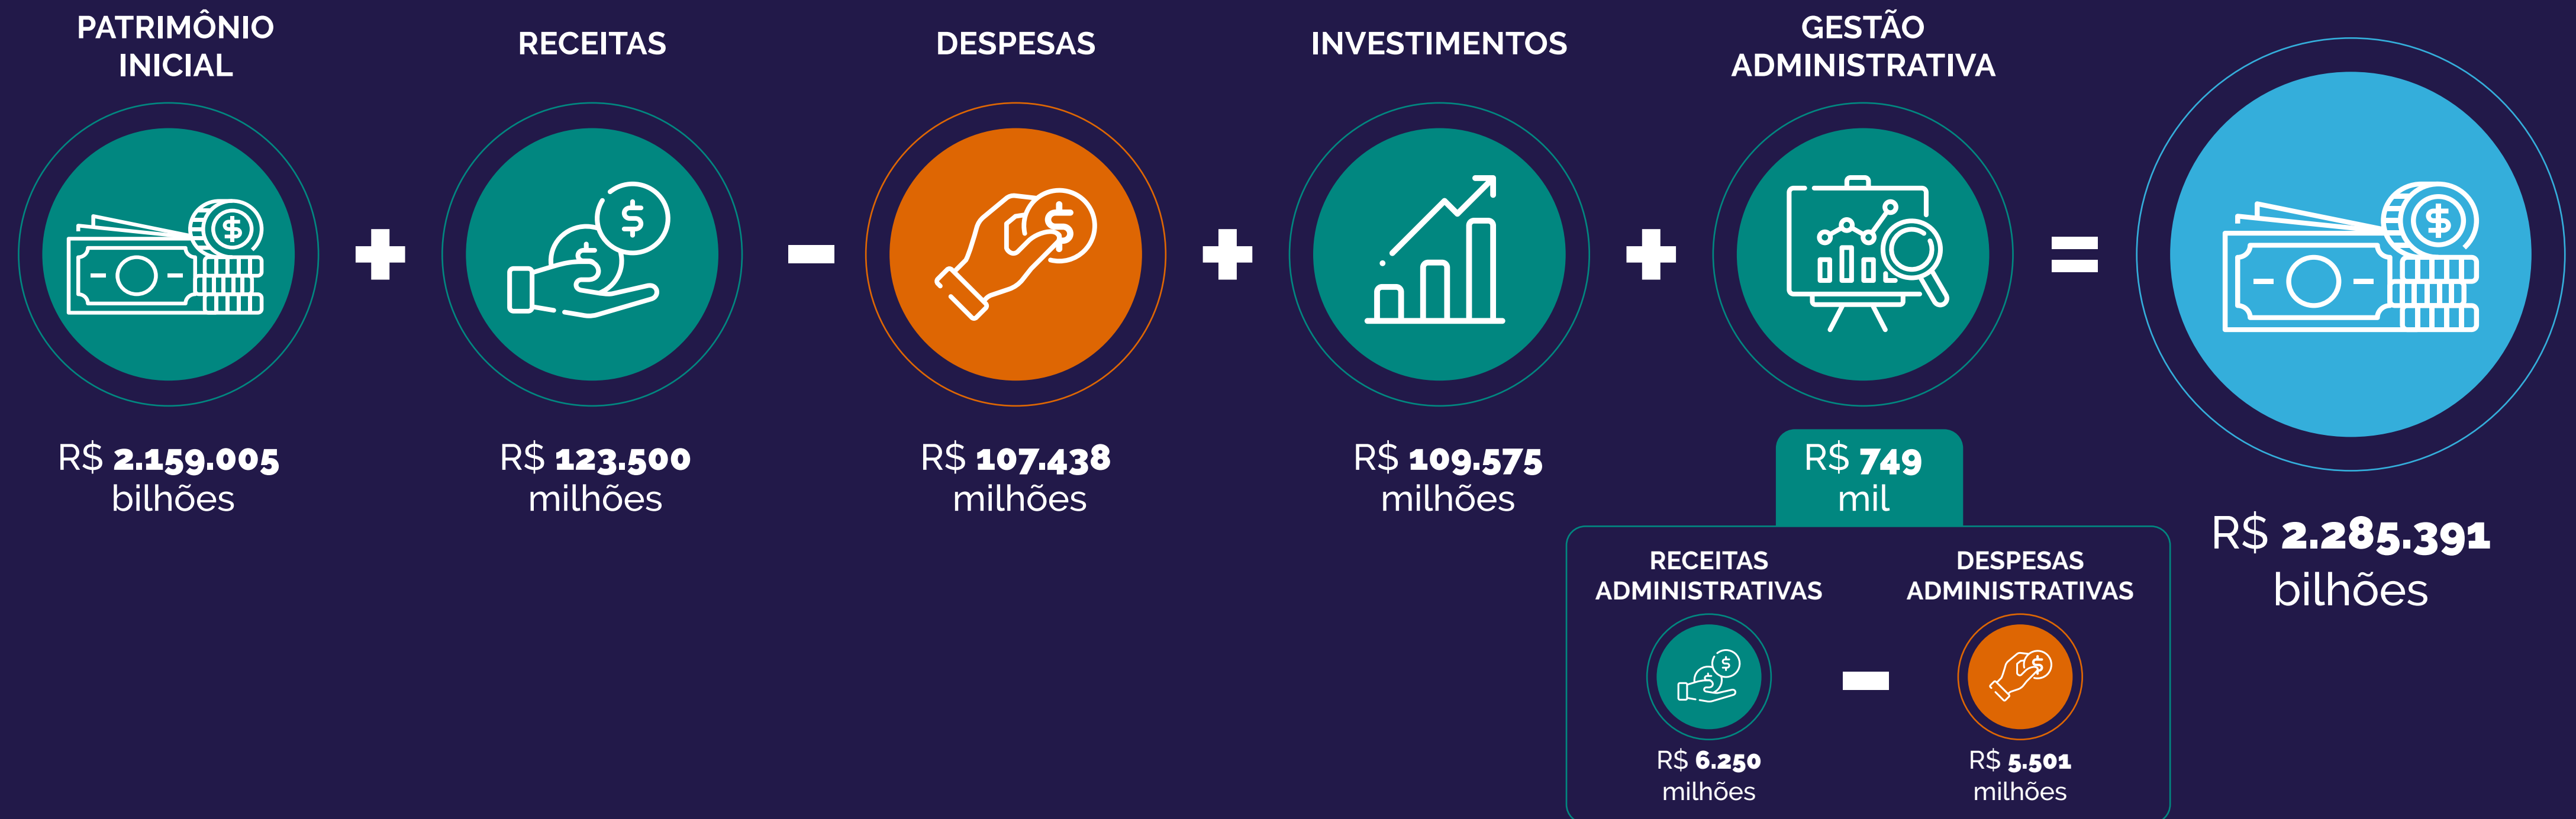 PATRIMÔNIO
INICIAL
R$ 2.159.005
bilhões
+
RECEITAS
R$ 123.500
milhões
-
DESPESAS
R$ 107.438
milhões
+
INVESTIMENTOS
R$ 109.575
milhões
+
GESTÃO
ADMINISTRATIVA
R$ 749
mil
RECEITAS
ADMINISTRATIVAS
R$ 6.250
milhões
-
DESPESAS
ADMINISTRATIVAS
R$ 5.501
milhões
=
R$ 2.285.391
bilhões